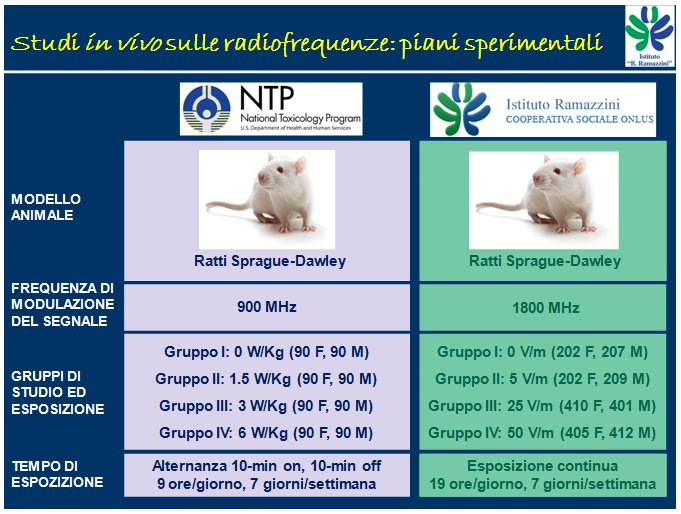 Studi in vivo sulle radiofrequenze: piani sperimentali
Istituto
"B. Ramazzini"
NTP
National Toxicology Program
U.S. Department of Health and Human Services
Istituto Ramazzini
COOPERATIVA SOCIALE ONLUS
MODELLO
ANIMALE
Ratti Sprague-Dawley
Ratti Sprague-Dawley
FREQUENZA DI
MODULAZIONE
DEL SEGNALE
900 MHz
1800 MHz
GRUPPI DI
STUDIO ED
ESPOSIZIONE
Gruppo I: 0 W/Kg (90 F, 90 M)
Gruppo II: 1.5 W/Kg (90 F, 90 M)
Gruppo III: 3 W/Kg (90 F, 90 M)
Gruppo IV: 6 W/Kg (90 F, 90 M)
Gruppo I: 0 V/m (202 F, 207 M)
Gruppo II: 5 V/m (202 F, 209 M)
Gruppo III: 25 V/m (410 F, 401 M)
Gruppo IV: 50 V/m (405 F, 412 M)
TEMPO DI
ESPOZIZIONE
Alternanza 10-min on, 10-min off
9 ore/giorno, 7 giorni/settimana
Esposizione continua
19 ore/giorno, 7 giorni/settimana